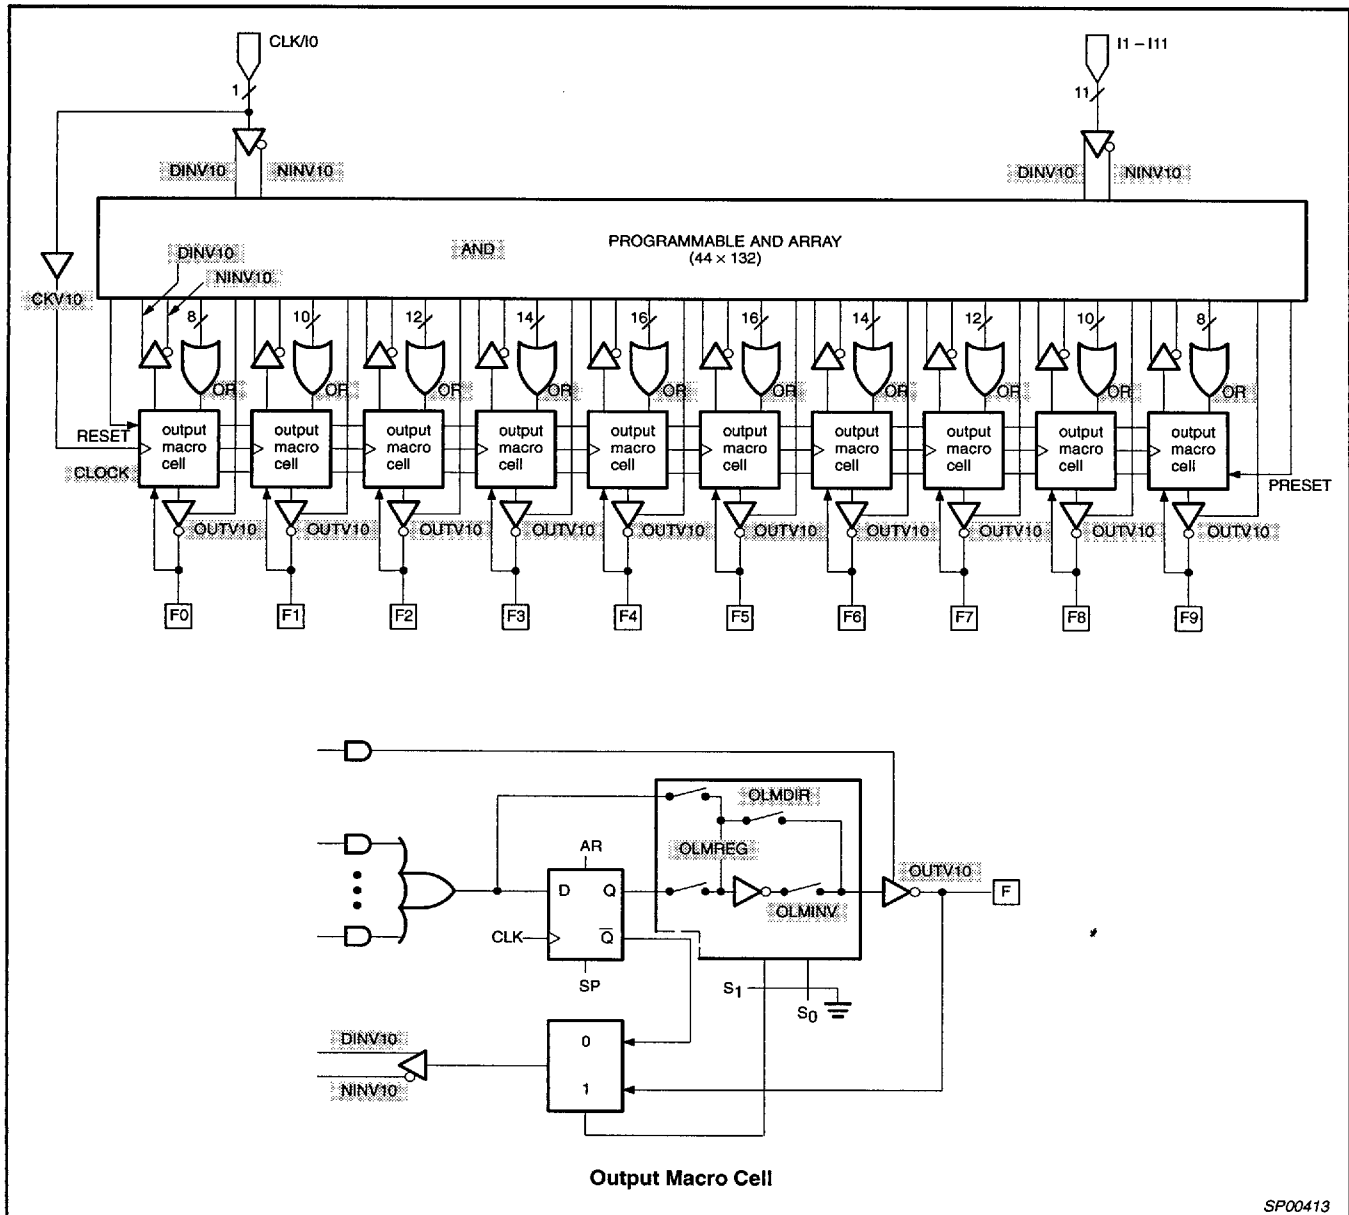 CLK/I0
I1 – I11
1
11
DINV10 NINV10
DINV10 NINV10
PROGRAMMABLE AND ARRAY
(44 × 132)
AND
DINV10
NINV10
CKV10
8 10 12 14 16 16 14 12 10 8
OR OR OR OR OR OR OR OR OR OR
RESET
CLOCK
output macro cell
output macro cell
output macro cell
output macro cell
output macro cell
output macro cell
output macro cell
output macro cell
output macro cell
output macro cell
PRESET
OUTV10 OUTV10 OUTV10 OUTV10 OUTV10 OUTV10 OUTV10 OUTV10 OUTV10 OUTV10
F0 F1 F2 F3 F4 F5 F6 F7 F8 F9
OLMDIR
OLMREG
AR
OUTV10
D Q
F
OLMINV
CLK
Q̅
SP
S1
S0
DINV10
0
NINV10
1
Output Macro Cell
SP00413